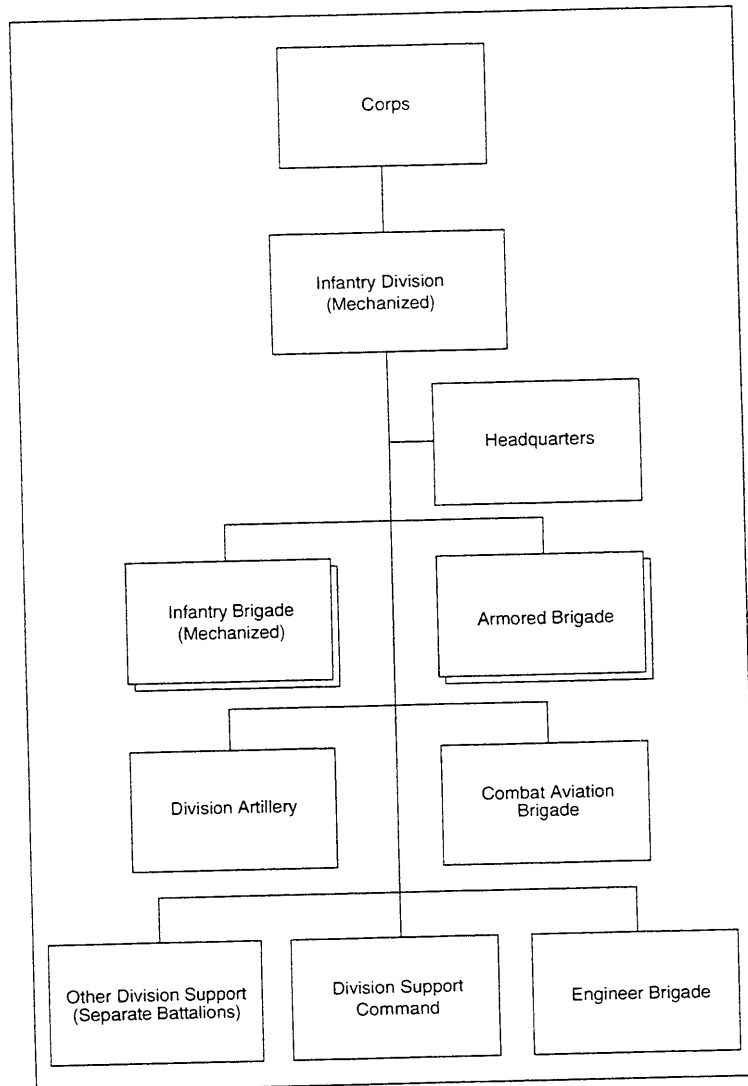 Corps
Infantry Division
(Mechanized)
Headquarters
Infantry Brigade
(Mechanized)
Armored Brigade
Division Artillery
Combat Aviation
Brigade
Other Division Support
(Separate Battalions)
Division Support
Command
Engineer Brigade